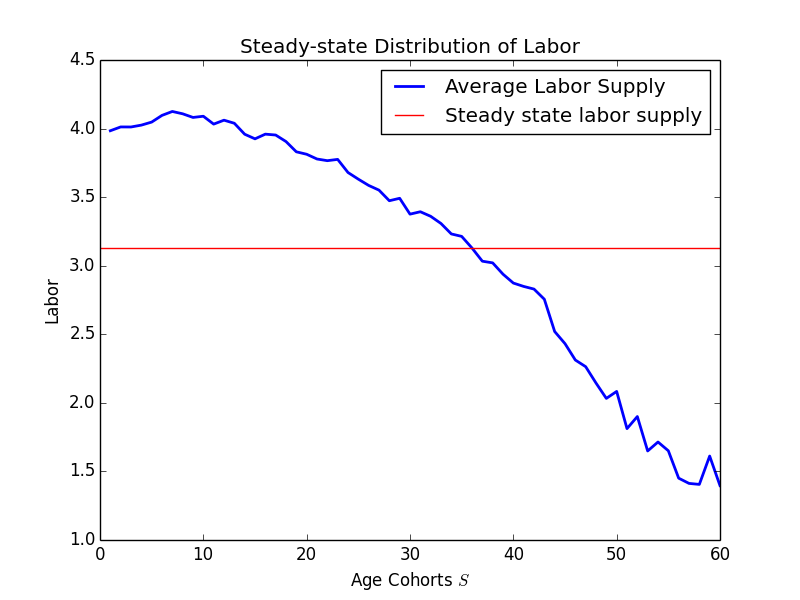 Steady-state Distribution of Labor
4.5
4.0
3.5
3.0
2.5
2.0
1.5
1.0
Labor
Average Labor Supply
Steady state labor supply
0 10 20 30 40 50 60
Age Cohorts S